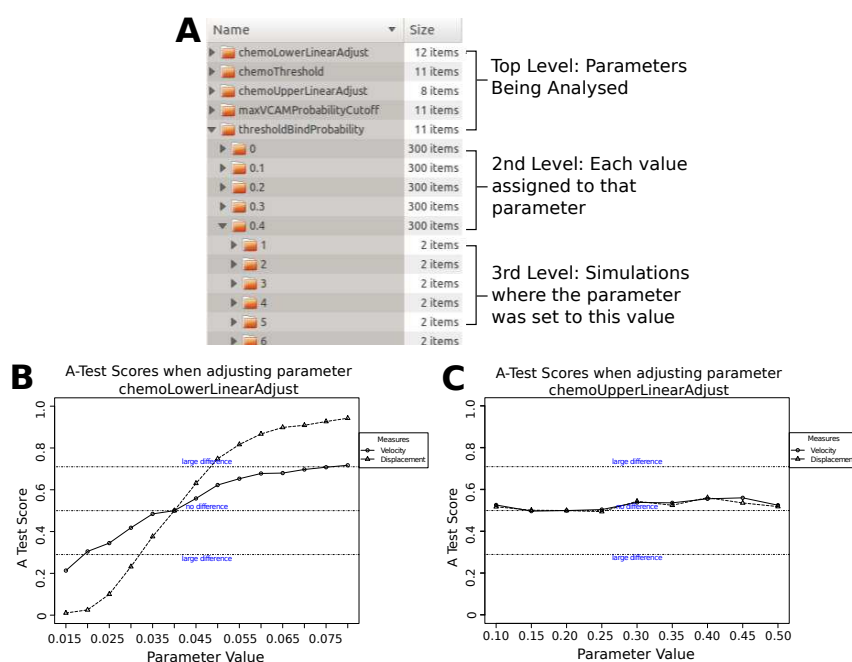 A
Name Size
chemoLowerLinearAdjust 12 items
chemoThreshold 11 items
chemoUpperLinearAdjust 8 items
maxVCAMProbabilityCutoff 11 items
thresholdBindProbability 11 items
0 300 items
0.1 300 items
0.2 300 items
0.3 300 items
0.4 300 items
1 2 items
2 2 items
3 2 items
4 2 items
5 2 items
6 2 items
Top Level: Parameters
Being Analysed
2nd Level: Each value
assigned to that
parameter
3rd Level: Simulations
where the parameter
was set to this value
B
A-Test Scores when adjusting parameter
chemoLowerLinearAdjust
A Test Score
1.0
0.8
0.6
0.4
0.2
0
large difference
no difference
large difference
0.015 0.025 0.035 0.045 0.055 0.065 0.075
Parameter Value
Measures
Velocity
Displacement
C
A-Test Scores when adjusting parameter
chemoUpperLinearAdjust
A Test Score
1.0
0.8
0.6
0.4
0.2
0
large difference
no difference
large difference
0.10 0.15 0.20 0.25 0.30 0.35 0.40 0.45 0.50
Parameter Value
Measures
Velocity
Displacement